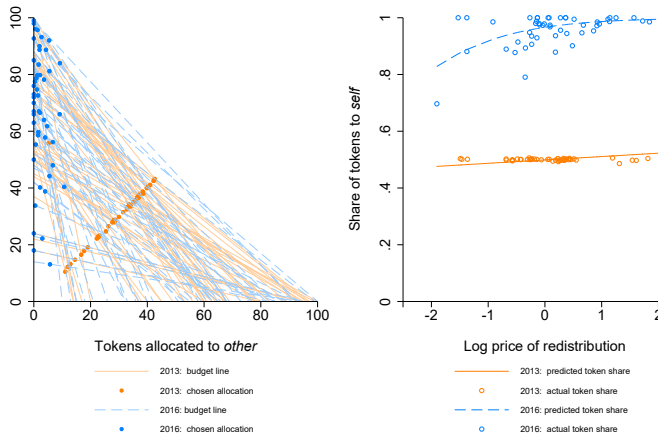 100
80
60
40
20
0
0 20 40 60 80 100
Tokens allocated to other
2013: budget line
2013: chosen allocation
2016: budget line
2016: chosen allocation
Share of tokens to self
1
.8
.6
.4
.2
0
-2 -1 0 1 2
Log price of redistribution
2013: predicted token share
2013: actual token share
2016: predicted token share
2016: actual token share